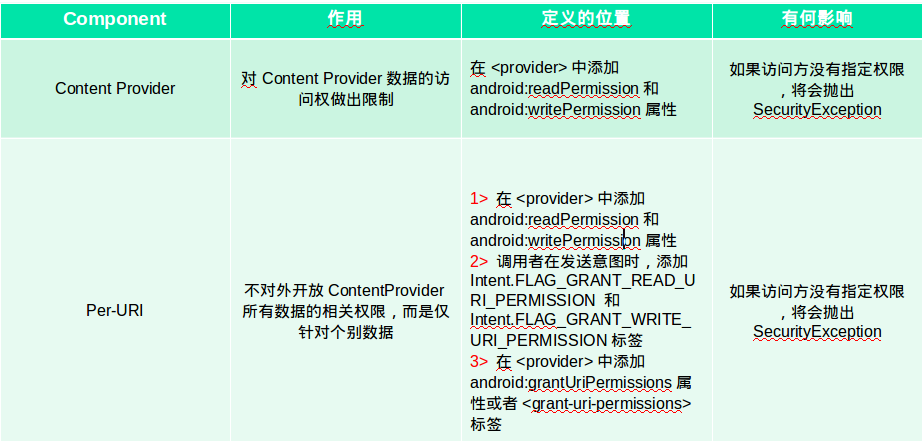 Component
作用
定义的位置
有何影响
Content Provider
对 Content Provider 数据的访
问权做出限制
在 <provider> 中添加
android:readPermission 和
android:writePermission 属性
如果访问方没有指定权限
，将会抛出
SecurityException
Per-URI
不对外开放 ContentProvider
所有数据的相关权限，而是仅
针对个别数据
1> 在 <provider> 中添加
android:readPermission 和
android:writePermission 属性
2> 调用者在发送意图时，添加
Intent.FLAG_GRANT_READ_U
RI_PERMISSION 和
Intent.FLAG_GRANT_WRITE_
URI_PERMISSION 标签
3> 在 <provider> 中添加
android:grantUriPermissions 属
性或者 <grant-uri-permissions>
标签
如果访问方没有指定权限
，将会抛出
SecurityException